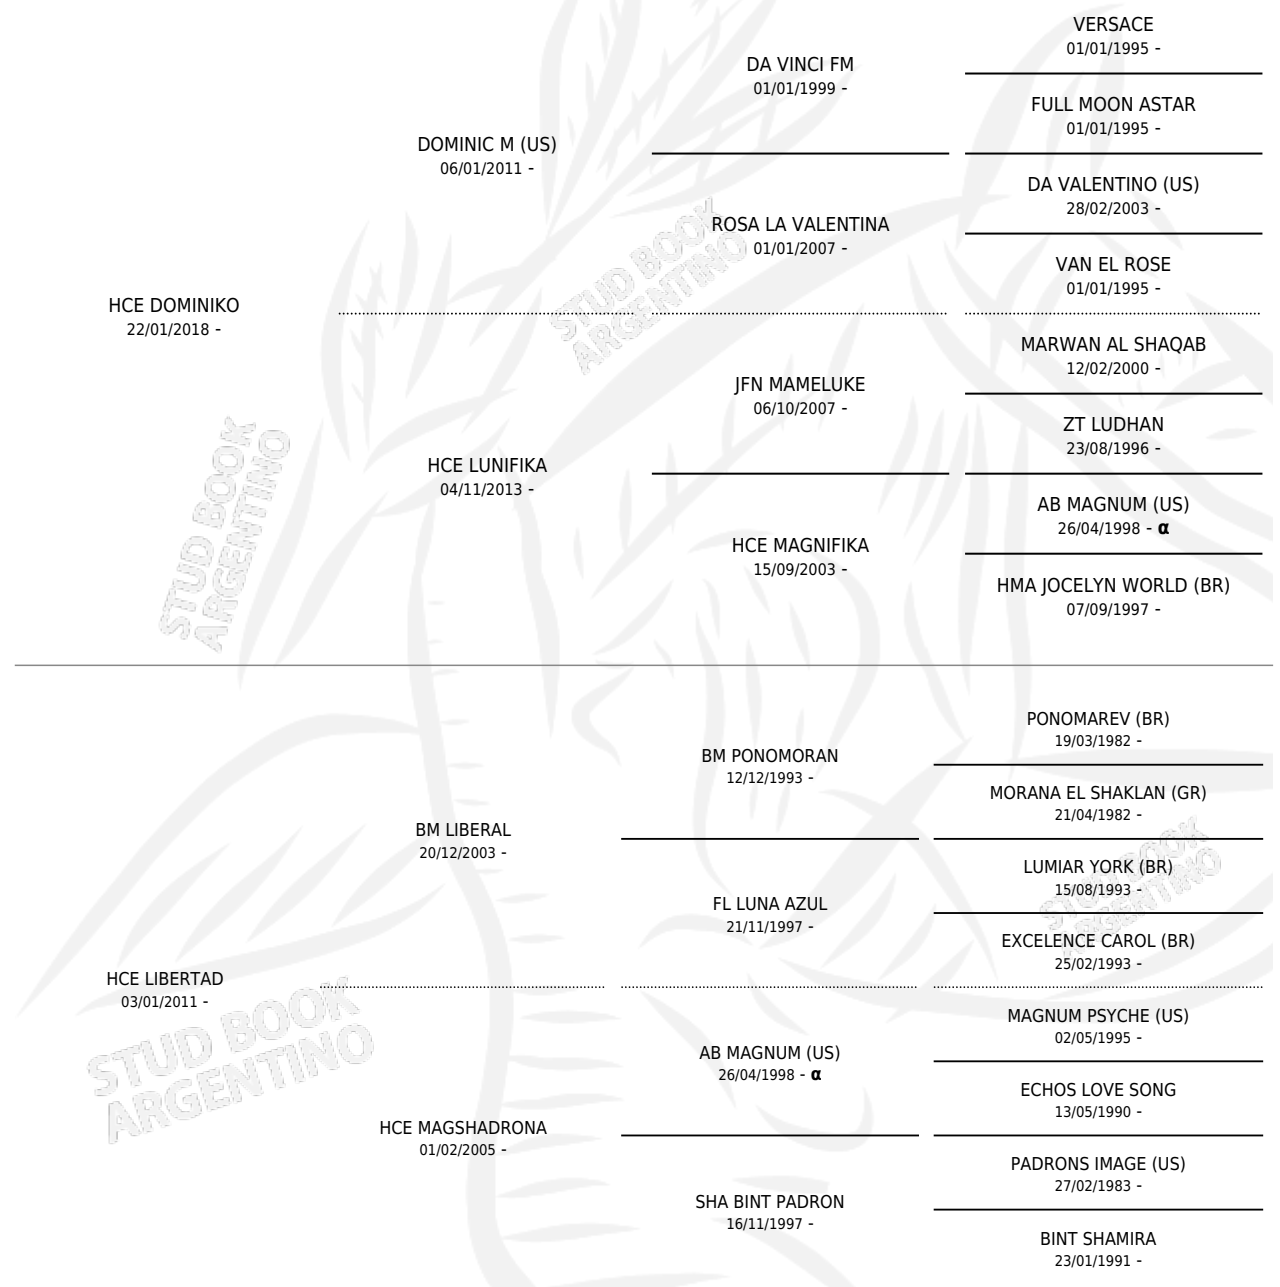 VERSACE
01/01/1995 -
DA VINCI FM
01/01/1999 -
FULL MOON ASTAR
01/01/1995 -
DOMINIC M (US)
06/01/2011 -
DA VALENTINO (US)
28/02/2003 -
ROSA LA VALENTINA
01/01/2007 -
VAN EL ROSE
01/01/1995 -
HCE DOMINIKO
22/01/2018 -
MARWAN AL SHAQAB
12/02/2000 -
JFN MAMELUKE
06/10/2007 -
ZT LUDHAN
23/08/1996 -
HCE LUNIFIKA
04/11/2013 -
AB MAGNUM (US)
26/04/1998 - α
HCE MAGNIFIKA
15/09/2003 -
HMA JOCELYN WORLD (BR)
07/09/1997 -
PONOMAREV (BR)
19/03/1982 -
BM PONOMORAN
12/12/1993 -
MORANA EL SHAKLAN (GR)
21/04/1982 -
BM LIBERAL
20/12/2003 -
LUMIAR YORK (BR)
15/08/1993 -
FL LUNA AZUL
21/11/1997 -
EXCELENCE CAROL (BR)
25/02/1993 -
HCE LIBERTAD
03/01/2011 -
MAGNUM PSYCHE (US)
02/05/1995 -
AB MAGNUM (US)
26/04/1998 - α
ECHOS LOVE SONG
13/05/1990 -
HCE MAGSHADRONA
01/02/2005 -
PADRONS IMAGE (US)
27/02/1983 -
SHA BINT PADRON
16/11/1997 -
BINT SHAMIRA
23/01/1991 -
STUD BOOK
ARGENTINO
STUD BOOK
ARGENTINO
STUD BOOK
ARGENTINO
STUD BOOK
ARGENTINO